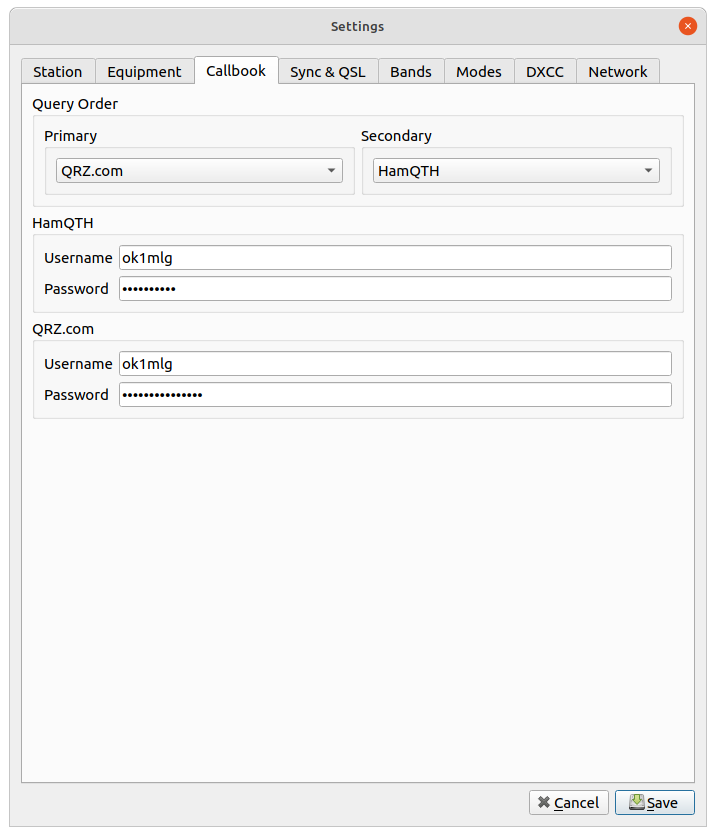 Settings
Station Equipment Callbook Sync & QSL Bands Modes DXCC Network
Query Order
Primary Secondary
QRZ.com HamQTH
HamQTH
Username ok1mlg
Password ••••••••••
QRZ.com
Username ok1mlg
Password •••••••••••••••
Cancel Save